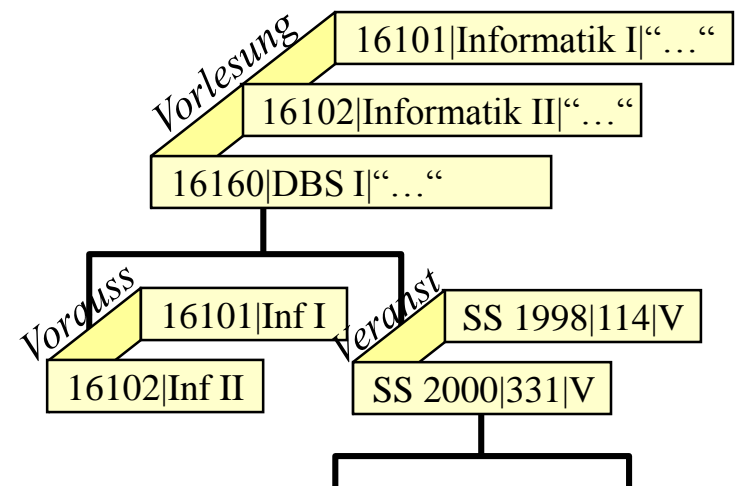 Vorlesung
16101|Informatik I|“…“
16102|Informatik II|“…“
16160|DBS I|“…“
Vorauss
16101|Inf I
16102|Inf II
Veranst
SS 1998|114|V
SS 2000|331|V